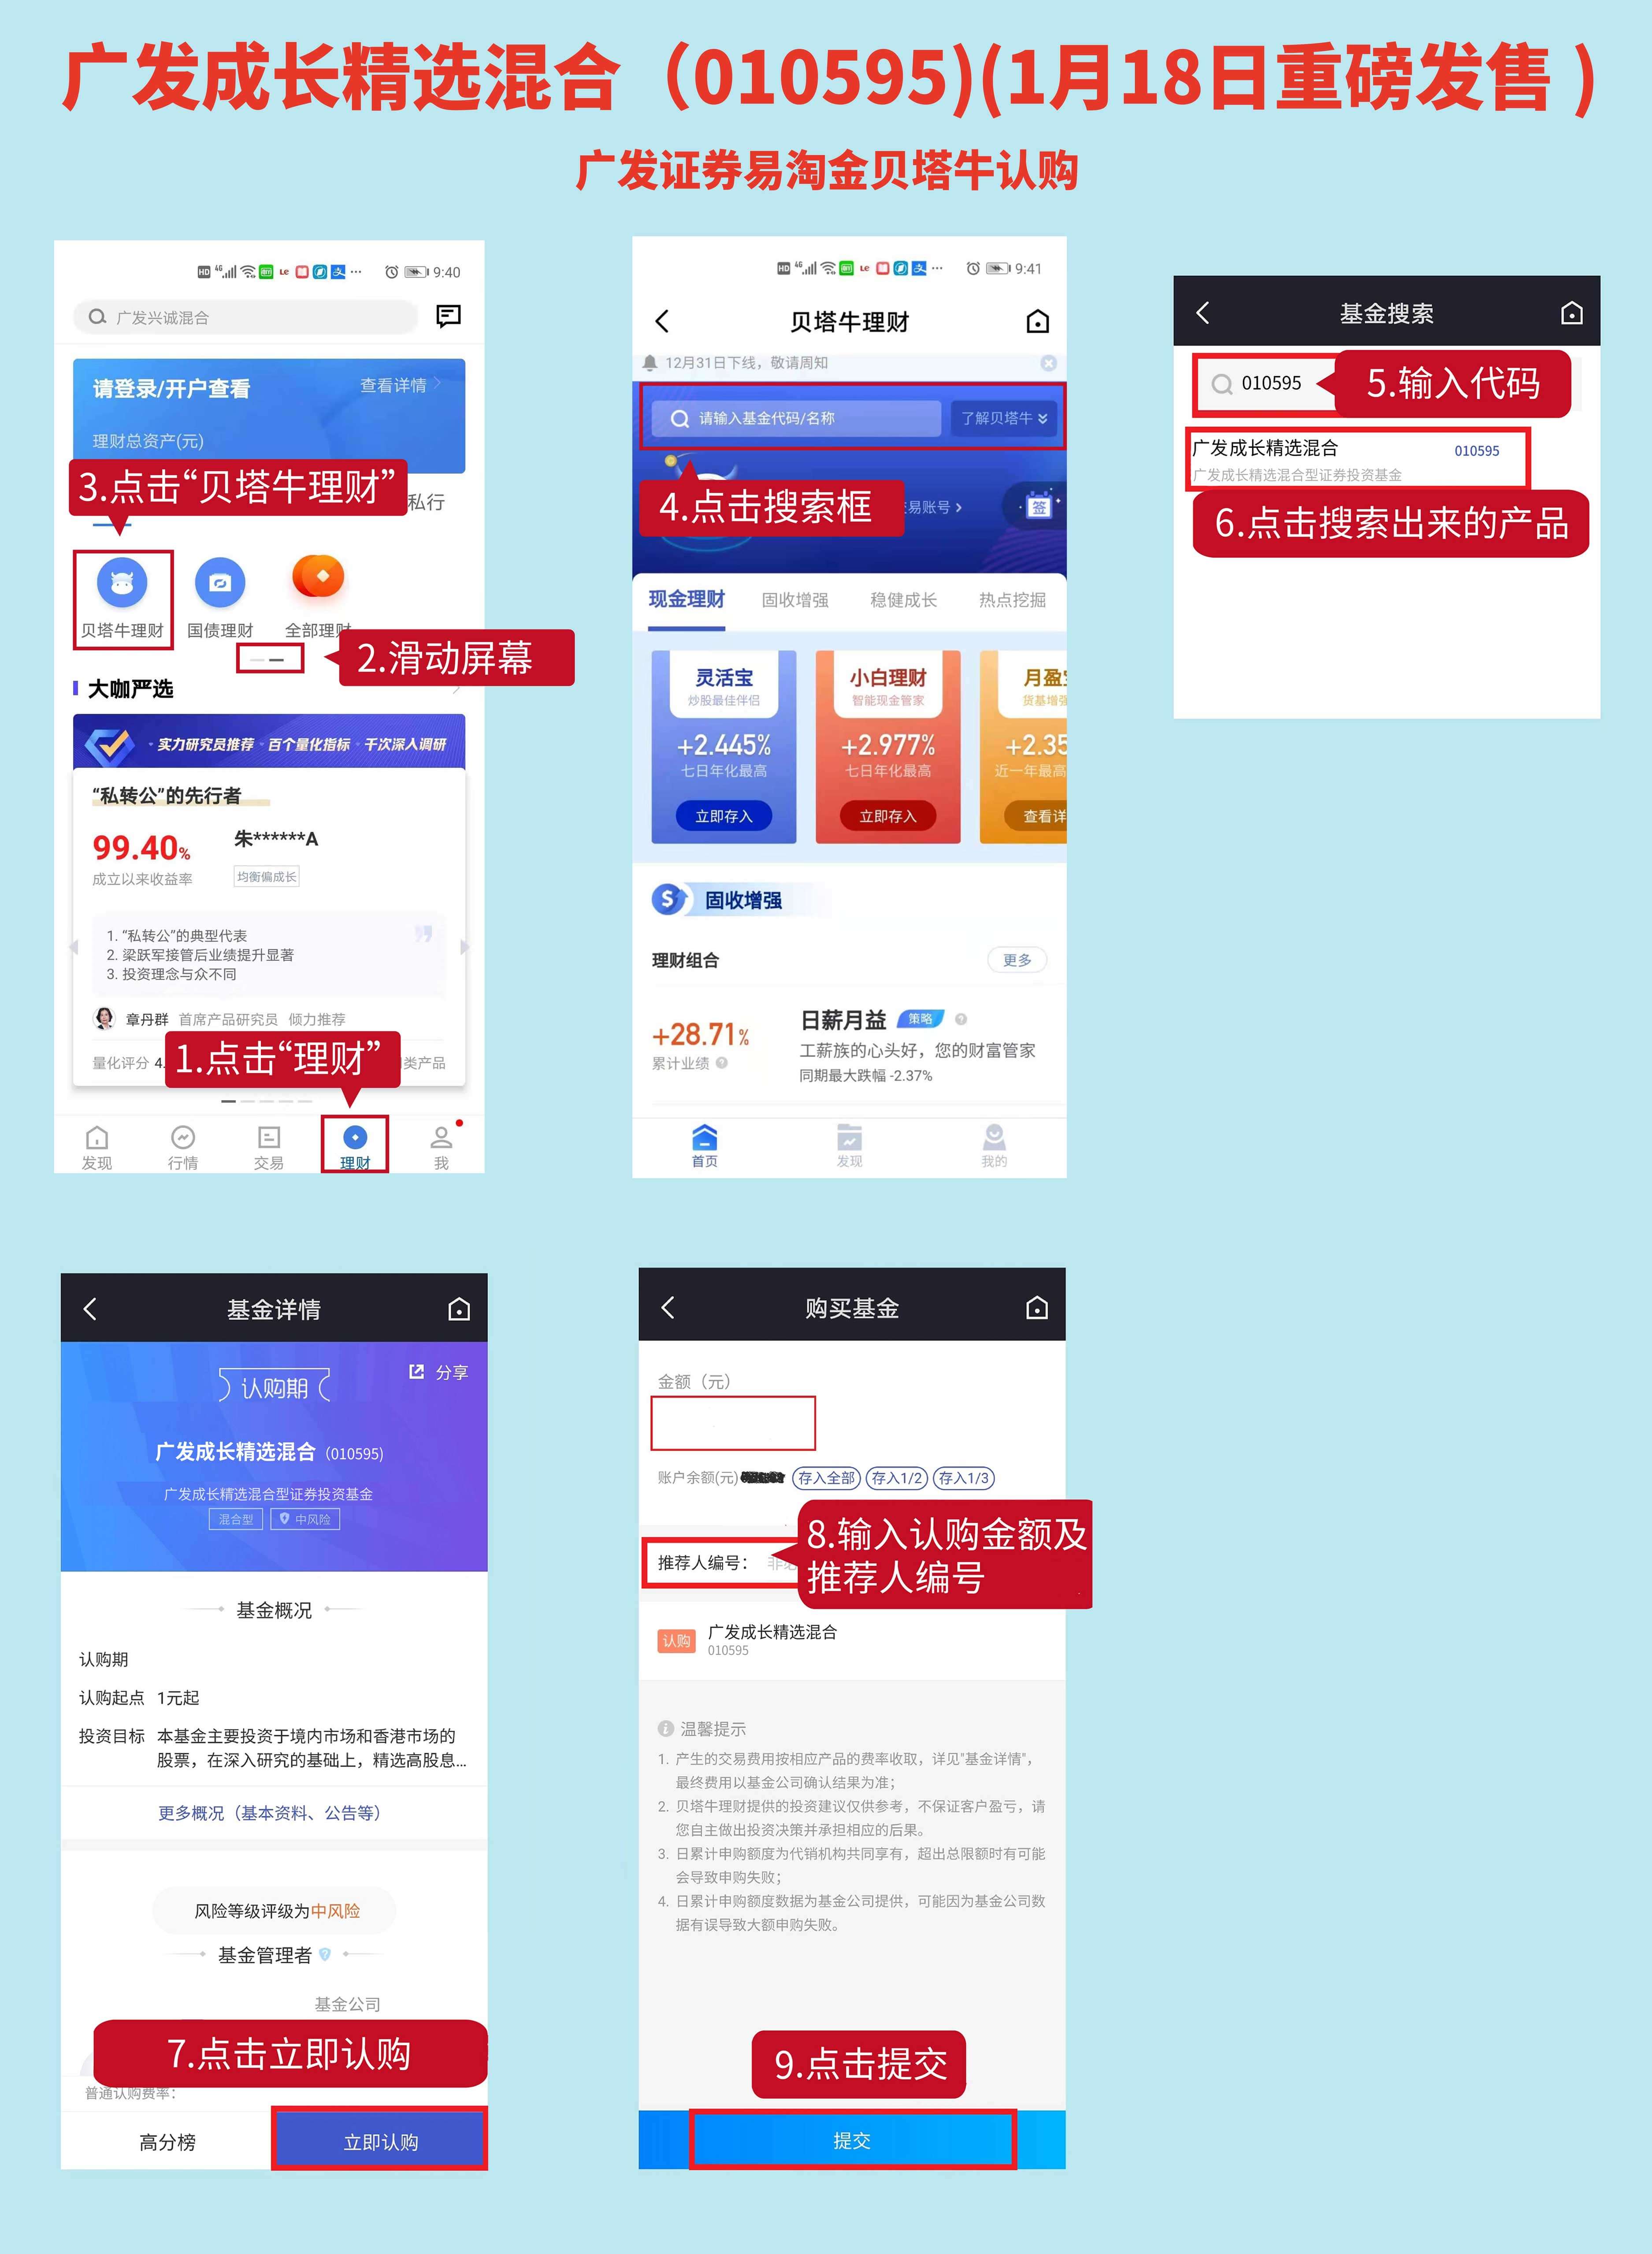 广发成长精选混合（010595)(1月18日重磅发售 )
广发证券易淘金贝塔牛认购
HD 4G 9:40
广发兴诚混合
请登录/开户查看
查看详情
理财总资产(元)
3.点击“贝塔牛理财”
私行
贝塔牛理财
国债理财
全部理财
2.滑动屏幕
大咖严选
实力研究员推荐 · 百个量化指标 · 千次深入调研
“私转公”的先行者
99.40%
朱******A
成立以来收益率
均衡偏成长
1. “私转公”的典型代表
2. 梁跃军接管后业绩提升显著
3. 投资理念与众不同
章丹群 首席产品研究员 倾力推荐
1.点击“理财”
量化评分 4.
类产品
发现
行情
交易
理财
我
HD 4G 9:41
贝塔牛理财
12月31日下线，敬请周知
请输入基金代码/名称
了解贝塔牛
4.点击搜索框
易账号
签
现金理财
固收增强
稳健成长
热点挖掘
灵活宝
炒股最佳伴侣
+2.445%
七日年化最高
立即存入
小白理财
智能现金管家
+2.977%
七日年化最高
立即存入
月盈
货基增强
+2.35
近一年最高
查看详
固收增强
理财组合
更多
+28.71%
累计业绩
日薪月益 策略
工薪族的心头好，您的财富管家
同期最大跌幅 -2.37%
首页
发现
我的
基金搜索
010595
5.输入代码
广发成长精选混合
010595
广发成长精选混合型证券投资基金
6.点击搜索出来的产品
基金详情
分享
认购期
广发成长精选混合（010595)
广发成长精选混合型证券投资基金
混合型
中风险
基金概况
认购期
认购起点 1元起
投资目标 本基金主要投资于境内市场和香港市场的
股票，在深入研究的基础上，精选高股息...
更多概况（基本资料、公告等）
风险等级评级为中风险
基金管理者
基金公司
7.点击立即认购
普通认购费率：
高分榜
立即认购
购买基金
金额（元）
账户余额(元)
存入全部
存入1/2
存入1/3
8.输入认购金额及
推荐人编号
推荐人编号：
认购
广发成长精选混合
010595
温馨提示
1. 产生的交易费用按相应产品的费率收取，详见"基金详情"，
最终费用以基金公司确认结果为准；
2. 贝塔牛理财提供的投资建议仅供参考，不保证客户盈亏，请
您自主做出投资决策并承担相应的后果。
3. 日累计申购额度为代销机构共同享有，超出总限额时有可能
会导致申购失败；
4. 日累计申购额度数据为基金公司提供，可能因为基金公司数
据有误导致大额申购失败。
9.点击提交
提交